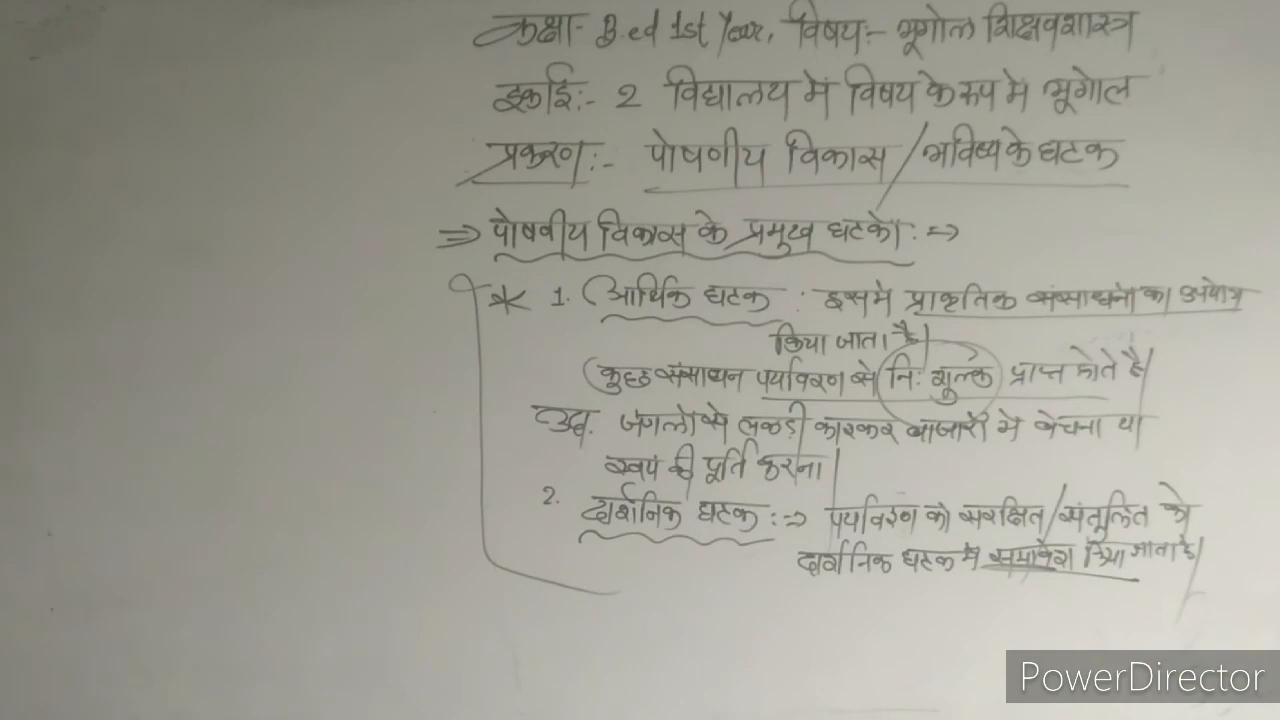 कक्षा:- B.ed 1st Year, विषय:- भूगोल शिक्षणशास्त्र
इकाई:- 2 विद्यालय में विषय के रूप में भूगोल
प्रकरण:- पोषणीय विकास / भविष्य के घटक
⇒ पोषणीय विकास के प्रमुख घटको :⇒
* 1. (आर्थिक घटक : इसमे प्राकृतिक संसाधनो का उपयोग
किया जाता है|
(कुछ संसाधन पर्यावरण से निः शुल्क प्राप्त होते है|
उदा. जंगलो से लकड़ी काटकर बाजारों मे बेचना या
स्वयं की पूर्ति करना|
2. दार्शनिक घटक :⇒ पर्यावरण को सरक्षित/संतुलित को
दार्शनिक घटक मे समावेश किया जाता है|
PowerDirector